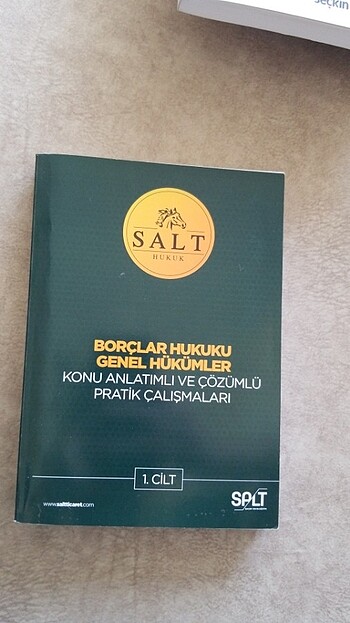 seçkin
SALT
HUKUK
BORÇLAR HUKUKU
GENEL HÜKÜMLER
KONU ANLATIMLI VE ÇÖZÜMLÜ
PRATİK ÇALIŞMALARI
1. CİLT
www.saltticaret.com
SALT